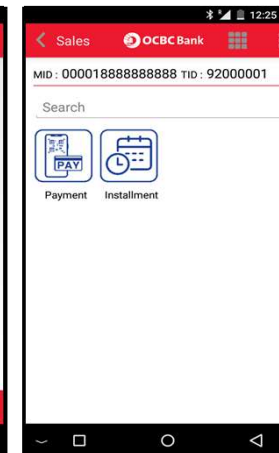 12:25
Sales OCBC Bank
MID : 000018888888888 TID : 92000001
Search
PAY
Payment Installment